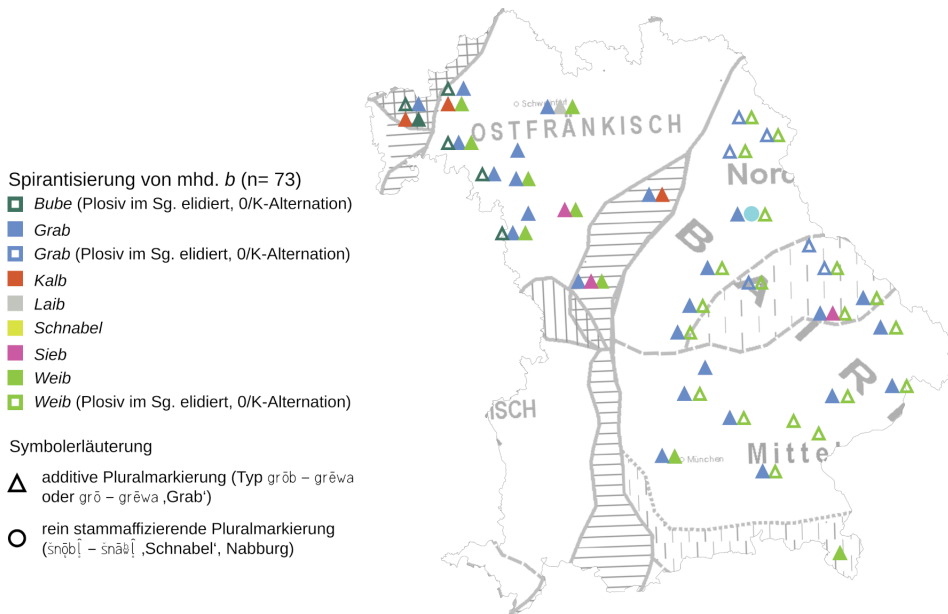 Spirantisierung von mhd. b (n= 73)
Bube (Plosiv im Sg. elidiert, 0/K-Alternation)
Grab
Grab (Plosiv im Sg. elidiert, 0/K-Alternation)
Kalb
Laib
Schnabel
Sieb
Weib
Weib (Plosiv im Sg. elidiert, 0/K-Alternation)
Symbolerläuterung
additive Pluralmarkierung (Typ grōb – grēwa
oder grō – grēwa ‚Grab‘)
rein stammaffizierende Pluralmarkierung
‚Schnabel‘, Nabburg)
OSTFRÄNKISCH
Nord
B
A
I
R
ISCH
Mittel
München